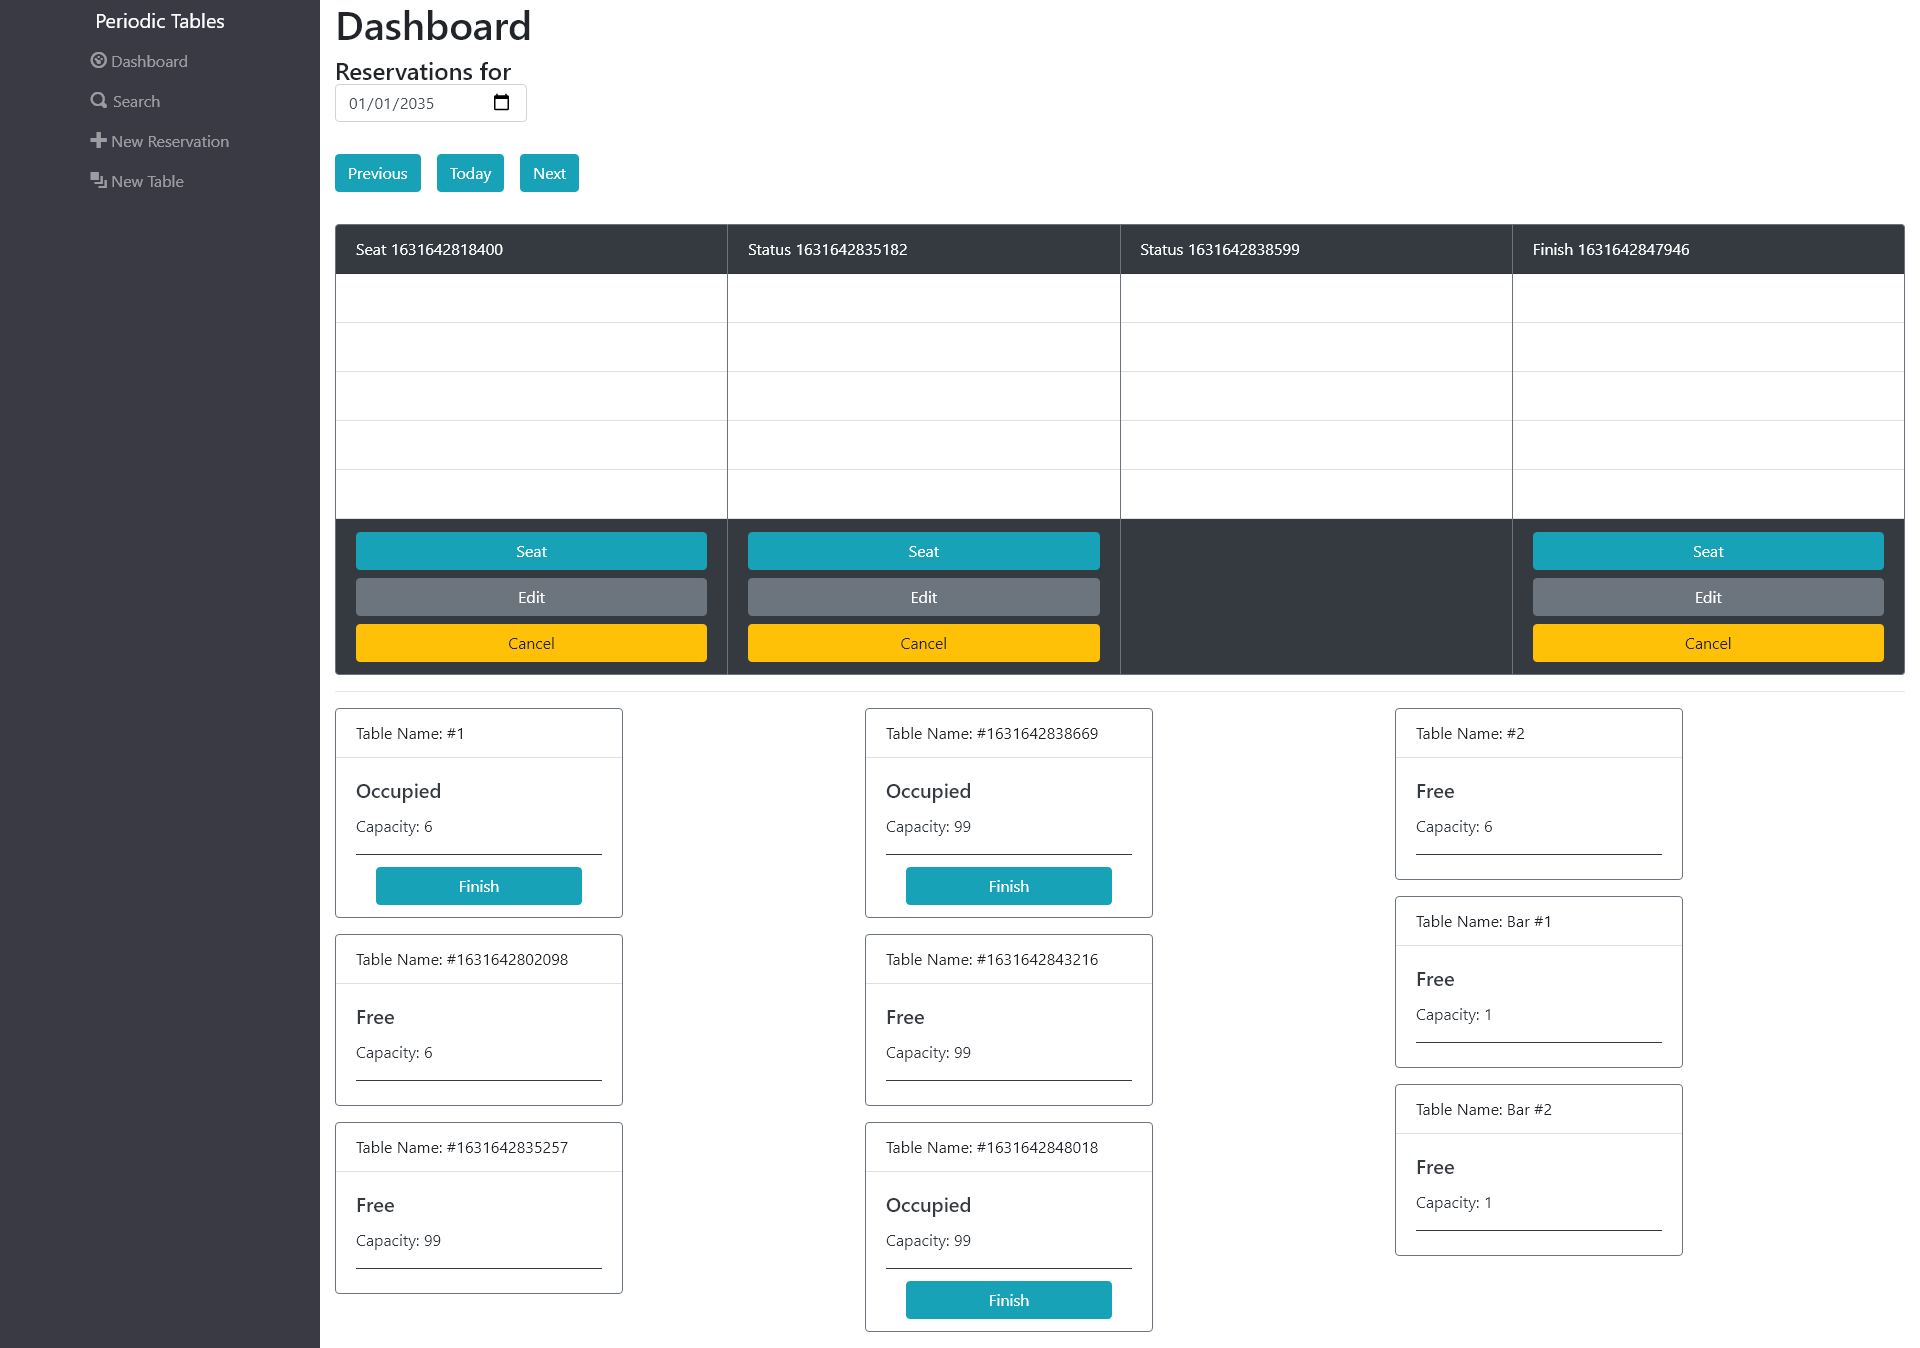 Periodic Tables
Dashboard
Search
New Reservation
New Table
Dashboard
Reservations for
01/01/2035
Previous Today Next
Seat 1631642818400 Status 1631642835182 Status 1631642838599 Finish 1631642847946
Seat Seat Seat
Edit Edit Edit
Cancel Cancel Cancel
Table Name: #1
Occupied
Capacity: 6
Finish
Table Name: #1631642802098
Free
Capacity: 6
Table Name: #1631642835257
Free
Capacity: 99
Table Name: #1631642838669
Occupied
Capacity: 99
Finish
Table Name: #1631642843216
Free
Capacity: 99
Table Name: #1631642848018
Occupied
Capacity: 99
Finish
Table Name: #2
Free
Capacity: 6
Table Name: Bar #1
Free
Capacity: 1
Table Name: Bar #2
Free
Capacity: 1